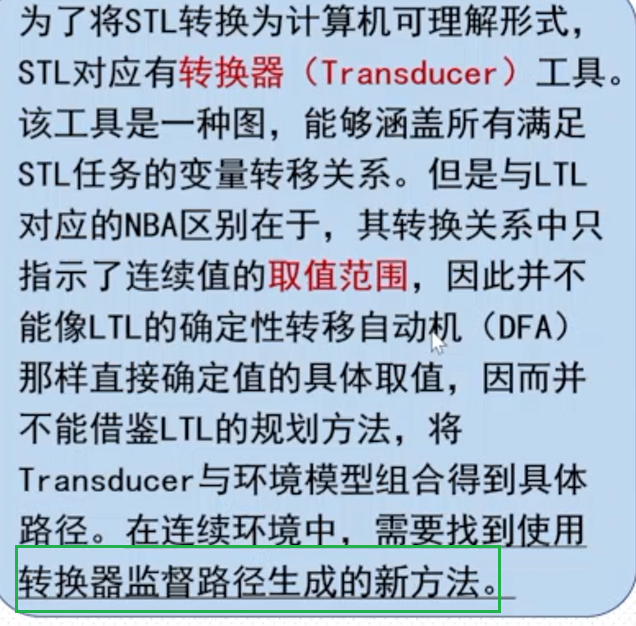 为了将STL转换为计算机可理解形式，
STL对应有转换器（Transducer）工具。
该工具是一种图，能够涵盖所有满足
STL任务的变量转移关系。但是与LTL
对应的NBA区别在于，其转换关系中只
指示了连续值的取值范围，因此并不
能像LTL的确定性转移自动机（DFA）
那样直接确定值的具体取值，因而并
不能借鉴LTL的规划方法，将
Transducer与环境模型组合得到具体
路径。在连续环境中，需要找到使用
转换器监督路径生成的新方法。